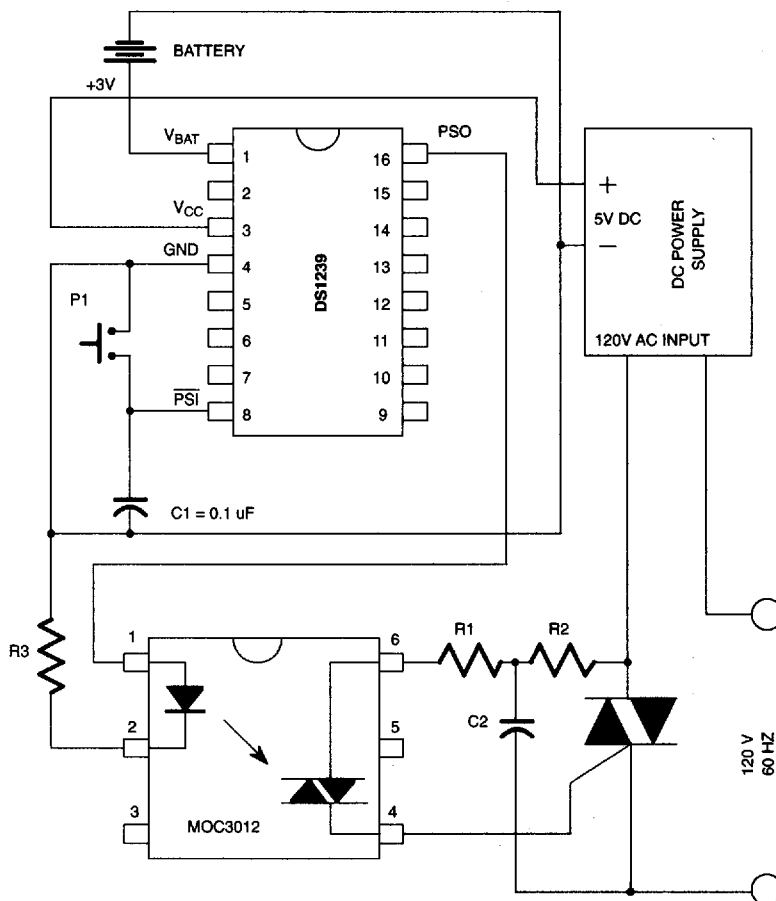 BATTERY
+3V
VBAT
PSO
1
16
2
15
VCC
3
14
GND
4
13
DS1239
P1
5
12
6
11
7
10
PSI
8
9
C1 = 0.1 uF
+
5V DC
−
DC POWER
SUPPLY
120V AC INPUT
R3
1
2
3
6
5
4
MOC3012
R1
R2
C2
120 V
60 HZ